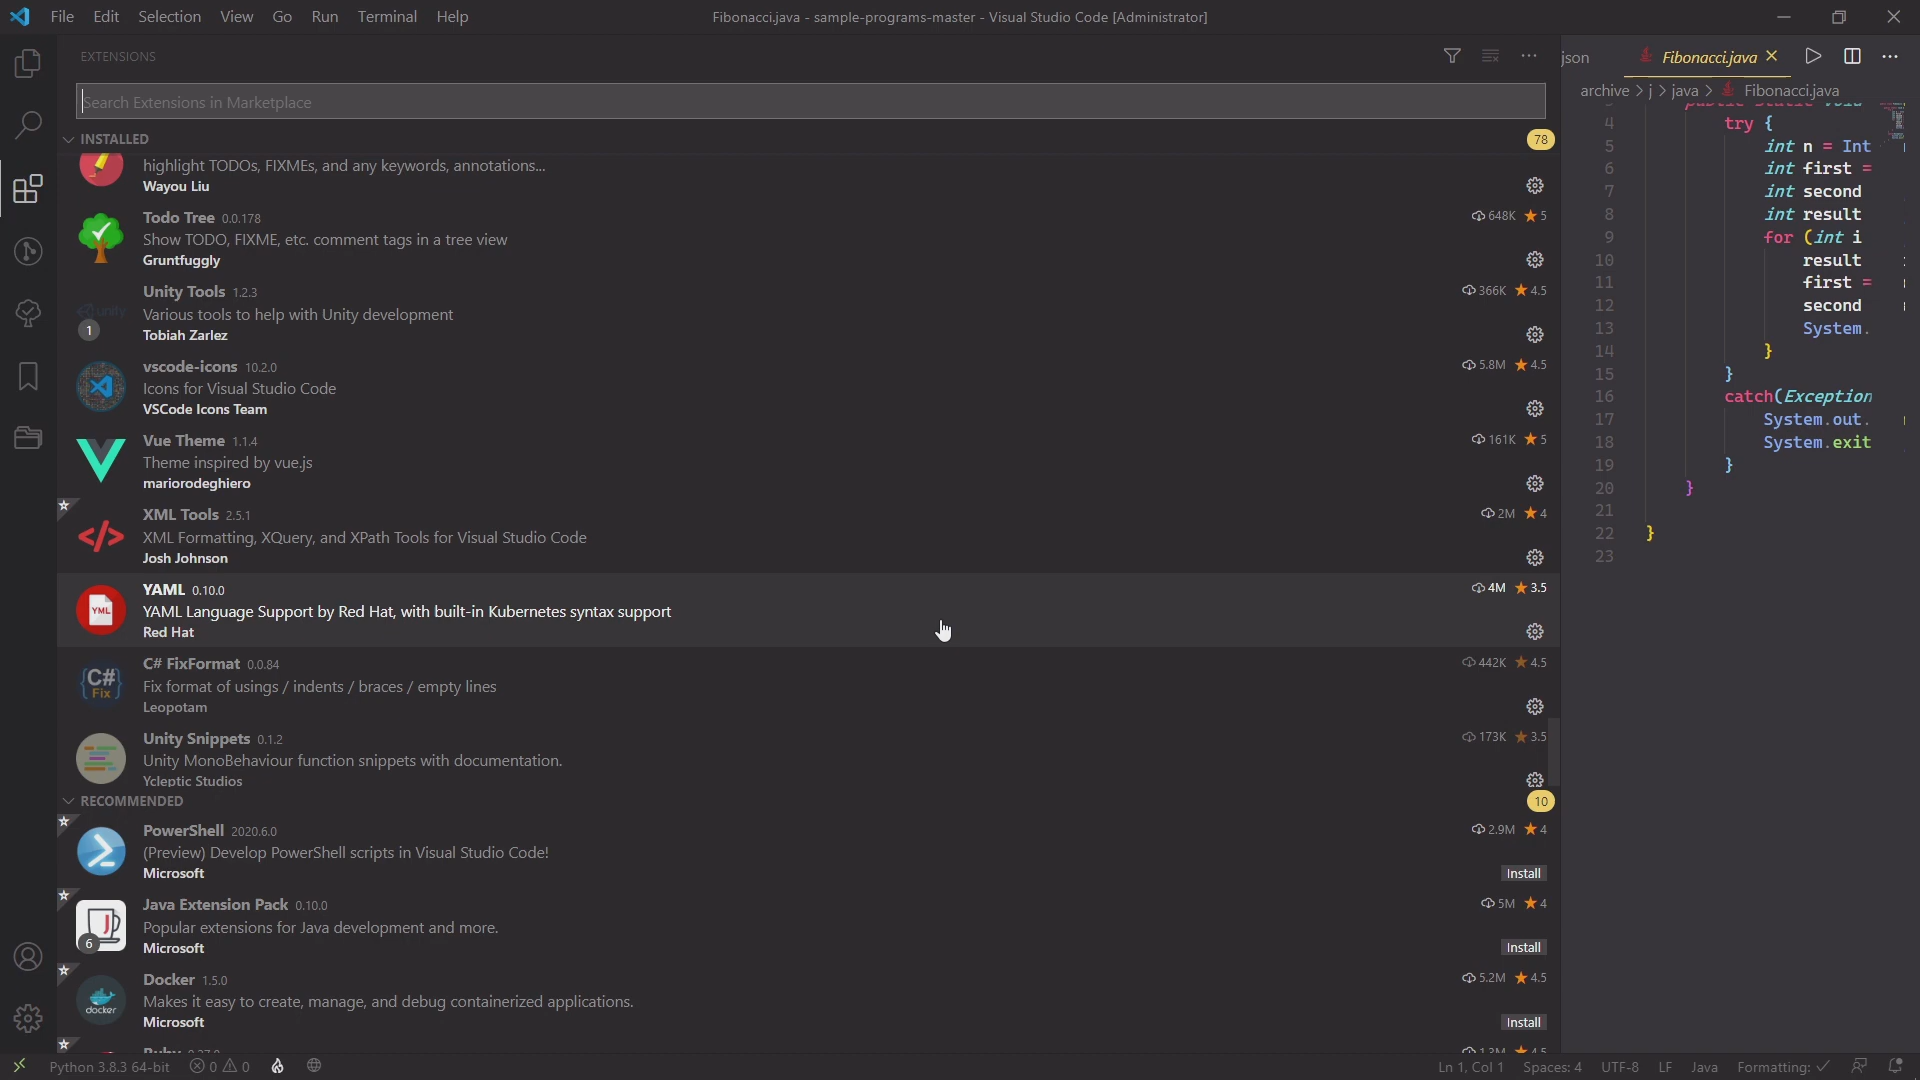 File Edit Selection View Go Run Terminal Help
Fibonacci.java - sample-programs-master - Visual Studio Code [Administrator]
EXTENSIONS
Search Extensions in Marketplace
INSTALLED
78
highlight TODOs, FIXMEs, and any keywords, annotations...
Wayou Liu
Todo Tree 0.0.178
648K ★ 5
Show TODO, FIXME, etc. comment tags in a tree view
Gruntfuggly
Unity Tools 1.2.3
366K ★ 4.5
unity
Various tools to help with Unity development
1
Tobiah Zarlez
vscode-icons 10.2.0
5.8M ★ 4.5
Icons for Visual Studio Code
VSCode Icons Team
Vue Theme 1.1.4
161K ★ 5
Theme inspired by vue.js
mariorodeghiero
XML Tools 2.5.1
2M ★ 4
</>
XML Formatting, XQuery, and XPath Tools for Visual Studio Code
Josh Johnson
YAML 0.10.0
4M ★ 3.5
YML
YAML Language Support by Red Hat, with built-in Kubernetes syntax support
Red Hat
C# FixFormat 0.0.84
442K ★ 4.5
{C#}
Fix
Fix format of usings / indents / braces / empty lines
Leopotam
Unity Snippets 0.1.2
173K ★ 3.5
Unity MonoBehaviour function snippets with documentation.
Ycleptic Studios
RECOMMENDED
10
PowerShell 2020.6.0
2.9M ★ 4
(Preview) Develop PowerShell scripts in Visual Studio Code!
Microsoft
Install
Java Extension Pack 0.10.0
5M ★ 4
J
6
Popular extensions for Java development and more.
Microsoft
Install
Docker 1.5.0
5.2M ★ 4.5
docker
Makes it easy to create, manage, and debug containerized applications.
Microsoft
Install
json
Fibonacci.java
archive > j > java > Fibonacci.java
public static void
4 try {
5 int n = Int
6 int first =
7 int second
8 int result
9 for (int i
10 result
11 first =
12 second
13 System.
14 }
15 }
16 catch(Exception
17 System.out.
18 System.exit
19 }
20 }
21
22 }
23
Python 3.8.3 64-bit 0 0
Ln 1, Col 1 Spaces: 4 UTF-8 LF Java Formatting: ✓